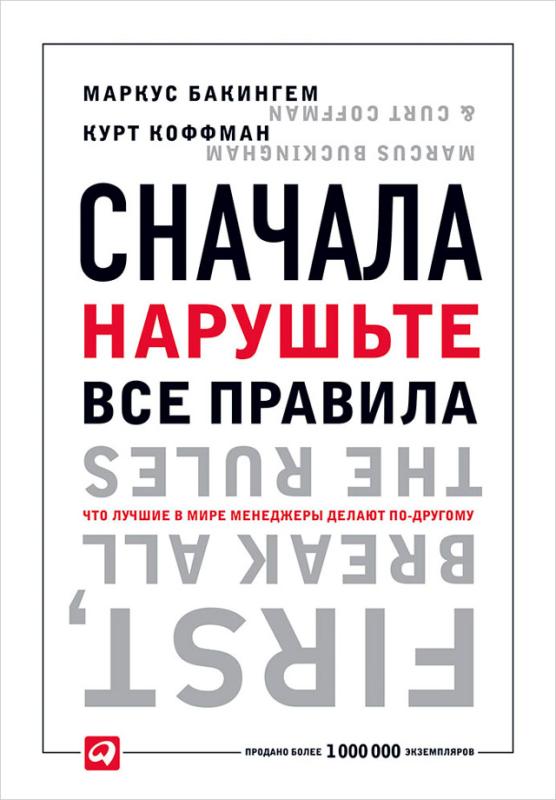 МАРКУС БАКИНГЕМ
& CURT COFFMAN
КУРТ КОФФМАН
MARCUS BUCKINGHAM
СНАЧАЛА
НАРУШЬТЕ
ВСЕ ПРАВИЛА
THE RULES
ЧТО ЛУЧШИЕ В МИРЕ МЕНЕДЖЕРЫ ДЕЛАЮТ ПО-ДРУГОМУ
BREAK ALL
FIRST,
ПРОДАНО БОЛЕЕ 1 000 000 ЭКЗЕМПЛЯРОВ